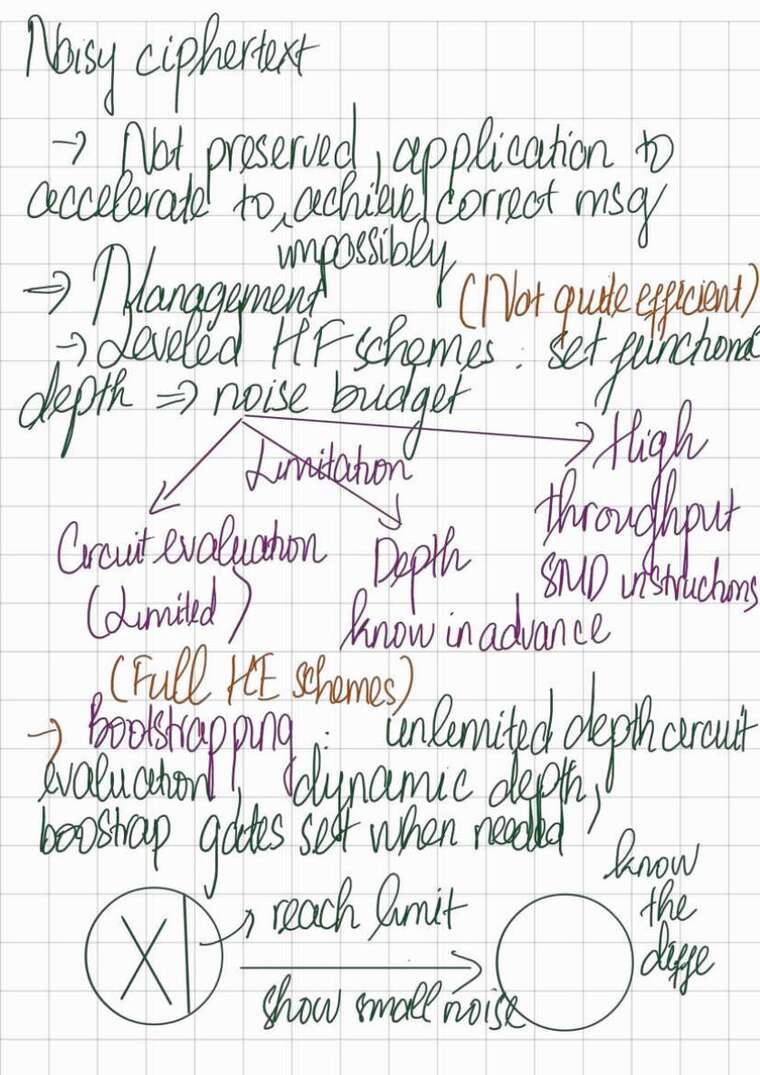 Noisy ciphertext
→ Not preserved, application to
accelerate to, achieve correct msg
impossibly
⇒ Management (Not quite efficient)
→ Leveled HF schemes : set functional
depth ⇒ noise budget
Limitation
High
throughput
SIMD instructions
Circuit evaluation
(Limited)
Depth
know in advance
(Full HE schemes)
→ Bootstrapping : unlimited depth circuit
evaluation, dynamic depth,
boostrap gates set when needed
X
reach limit
show small noise
know
the